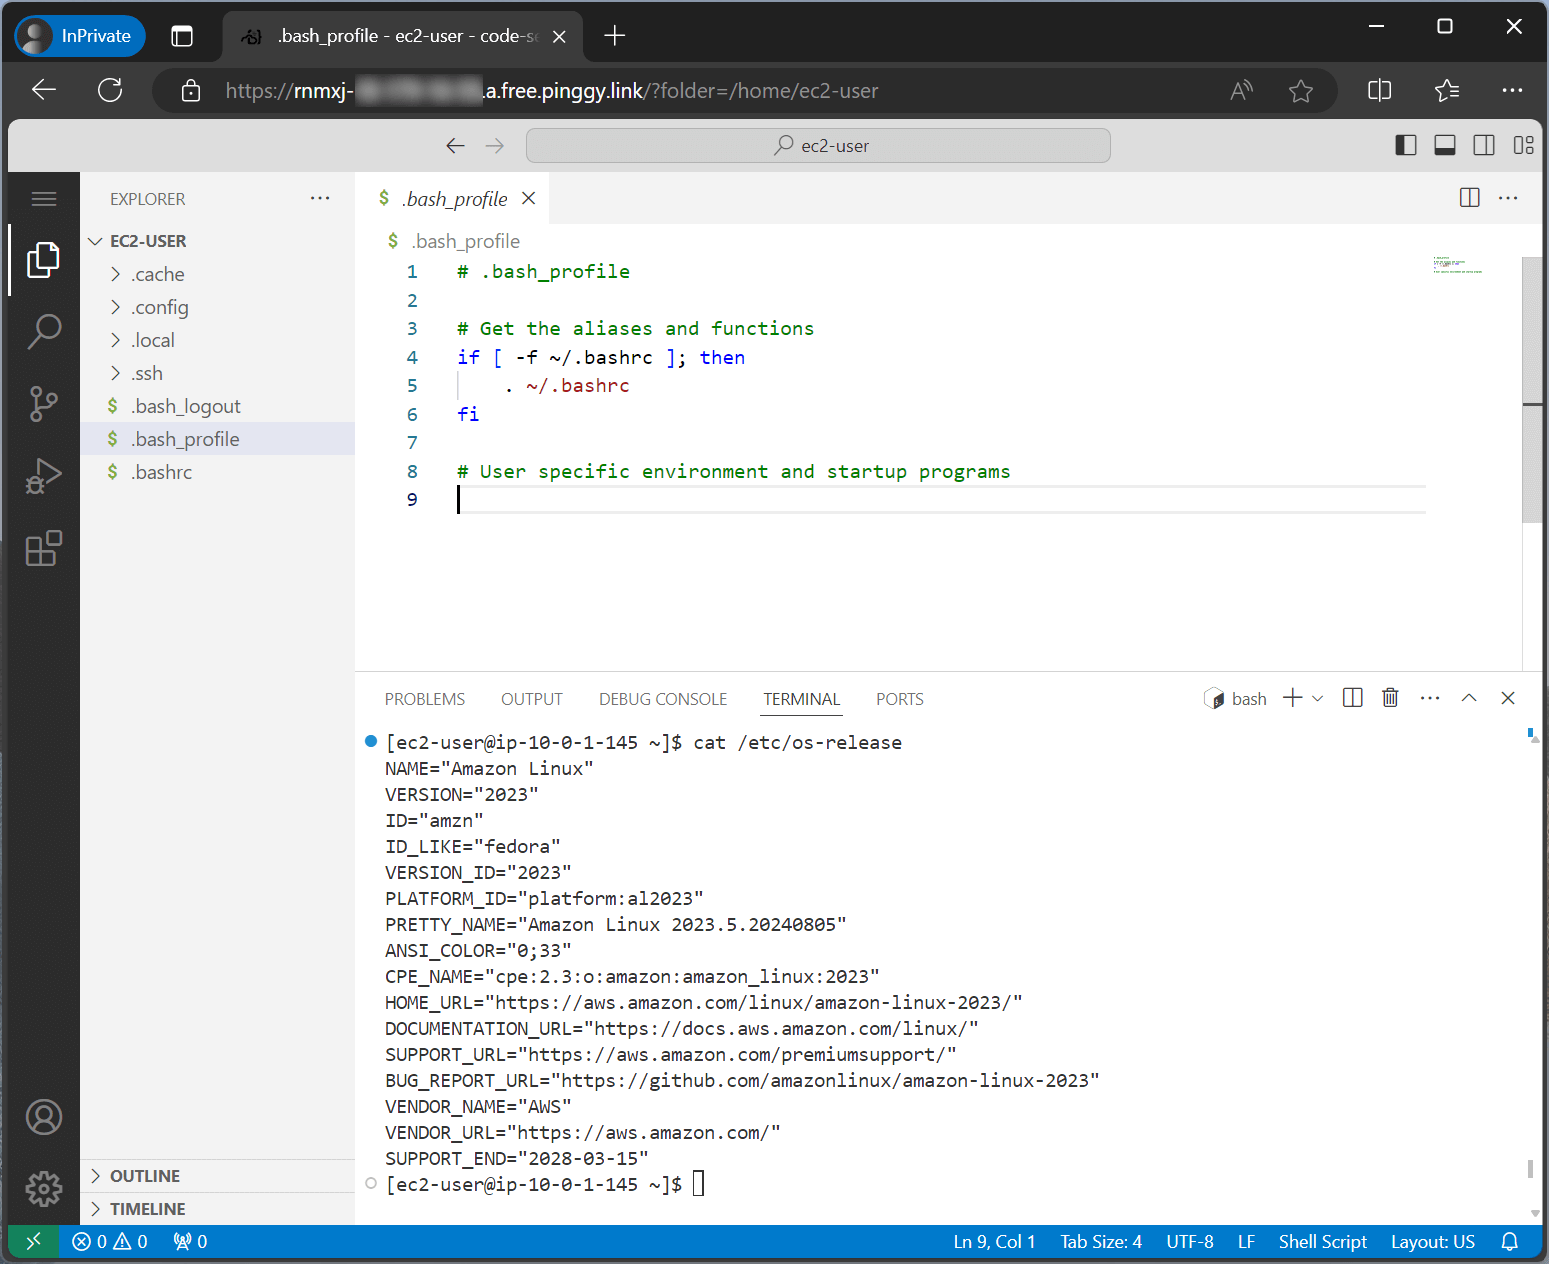 InPrivate
.bash_profile - ec2-user - code-se
https://rnmxj-
.a.free.pinggy.link/?folder=/home/ec2-user
ec2-user
EXPLORER
EC2-USER
.cache
.config
.local
.ssh
$ .bash_logout
$ .bash_profile
$ .bashrc
OUTLINE
TIMELINE
$ .bash_profile
$ .bash_profile
1 # .bash_profile
2
3 # Get the aliases and functions
4 if [ -f ~/.bashrc ]; then
5 . ~/.bashrc
6 fi
7
8 # User specific environment and startup programs
9
PROBLEMS OUTPUT DEBUG CONSOLE TERMINAL PORTS
bash
[ec2-user@ip-10-0-1-145 ~]$ cat /etc/os-release
NAME="Amazon Linux"
VERSION="2023"
ID="amzn"
ID_LIKE="fedora"
VERSION_ID="2023"
PLATFORM_ID="platform:al2023"
PRETTY_NAME="Amazon Linux 2023.5.20240805"
ANSI_COLOR="0;33"
CPE_NAME="cpe:2.3:o:amazon:amazon_linux:2023"
HOME_URL="https://aws.amazon.com/linux/amazon-linux-2023/"
DOCUMENTATION_URL="https://docs.aws.amazon.com/linux/"
SUPPORT_URL="https://aws.amazon.com/premiumsupport/"
BUG_REPORT_URL="https://github.com/amazonlinux/amazon-linux-2023"
VENDOR_NAME="AWS"
VENDOR_URL="https://aws.amazon.com/"
SUPPORT_END="2028-03-15"
[ec2-user@ip-10-0-1-145 ~]$
0 0 0
Ln 9, Col 1 Tab Size: 4 UTF-8 LF Shell Script Layout: US